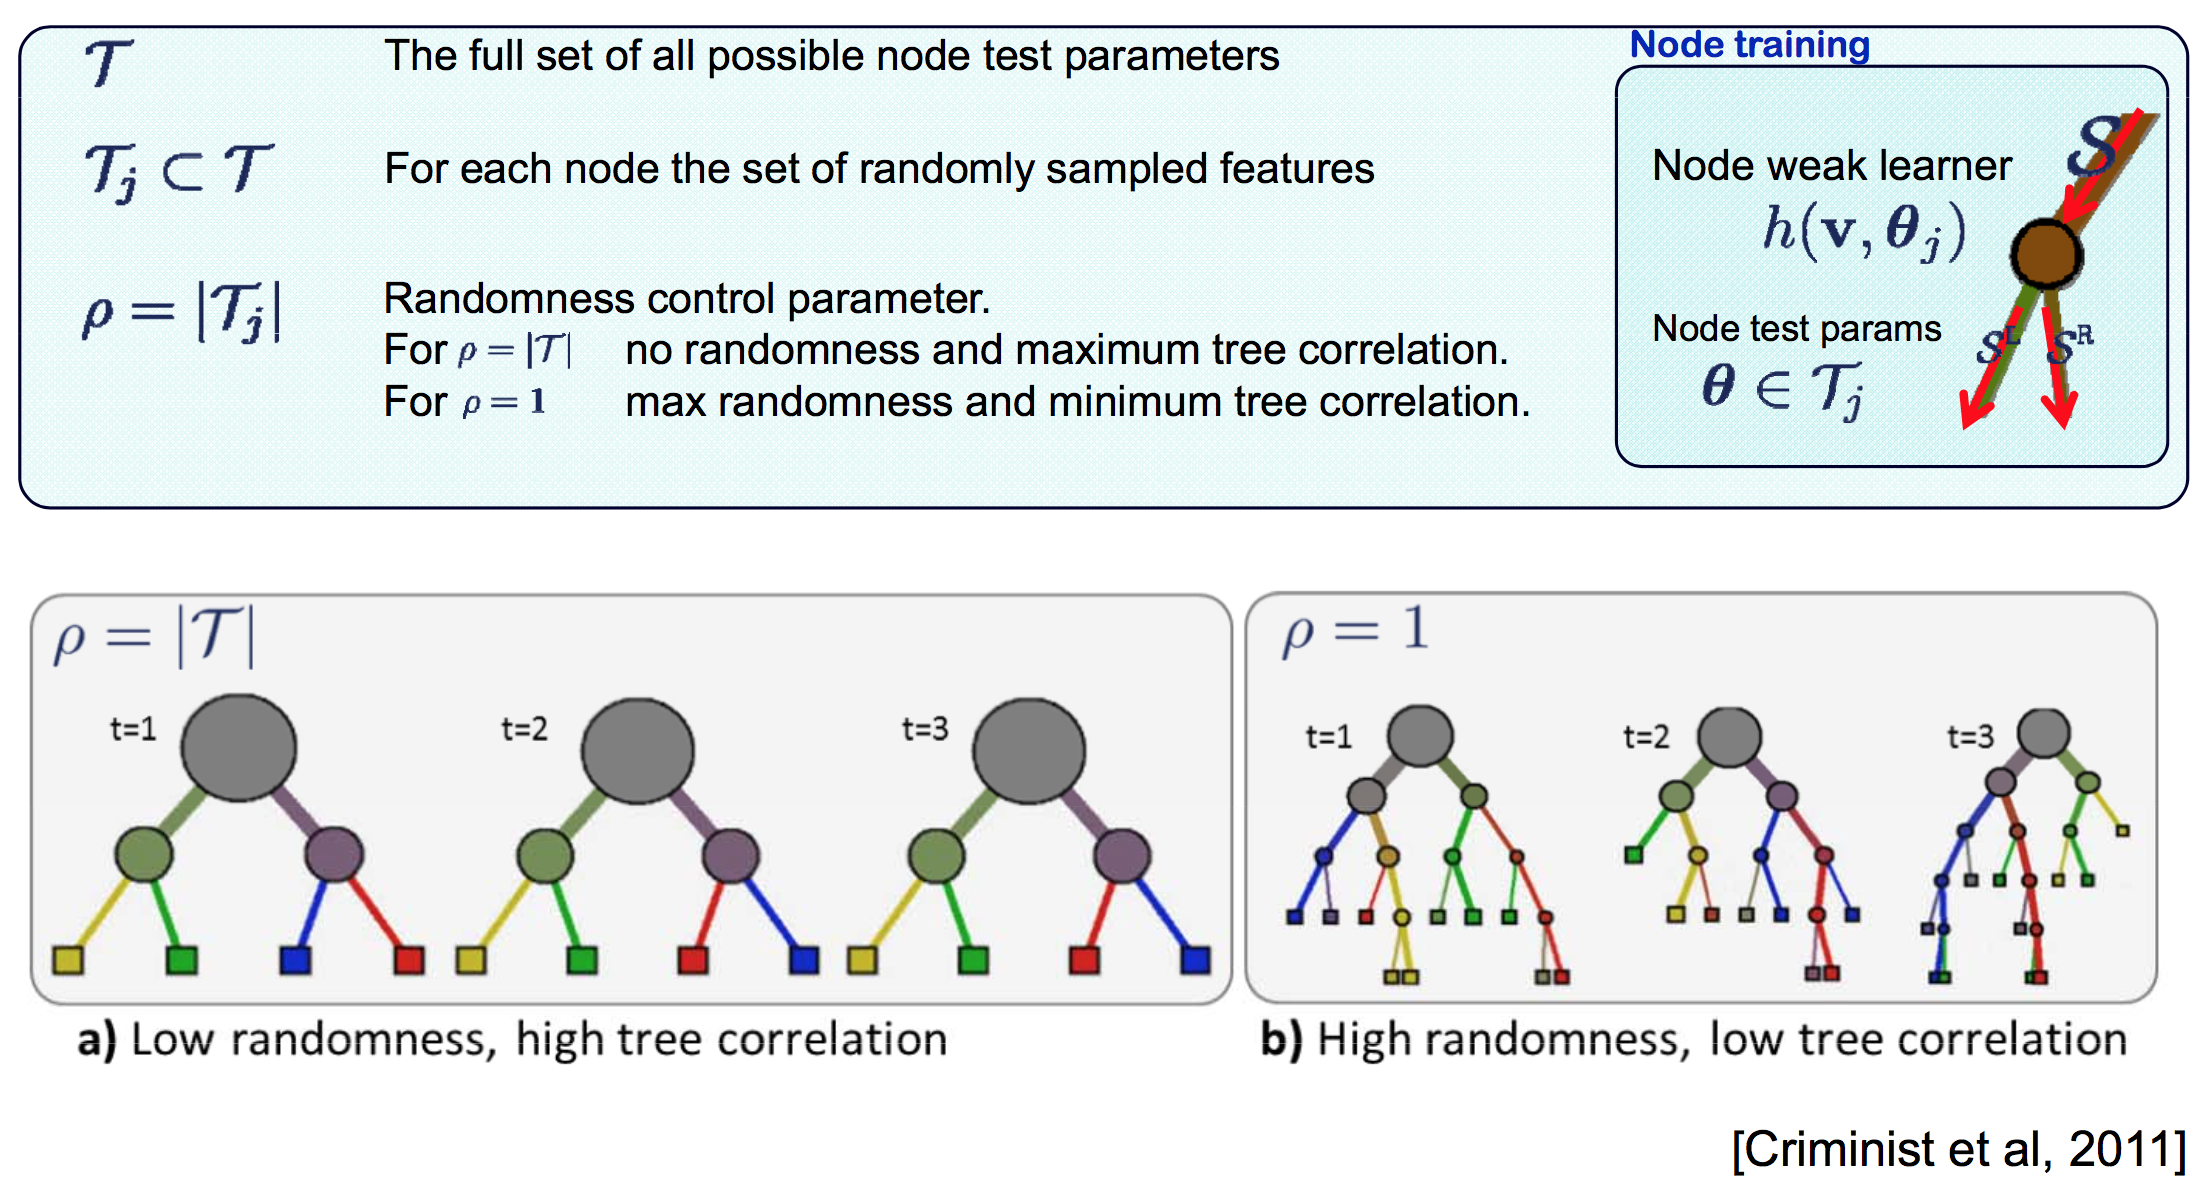 𝒯 The full set of all possible node test parameters
𝒯ⱼ ⊂ 𝒯 For each node the set of randomly sampled features
ρ = |𝒯ⱼ| Randomness control parameter.
For ρ = |𝒯| no randomness and maximum tree correlation.
For ρ = 1 max randomness and minimum tree correlation.
Node training
Node weak learner
h(v, θⱼ)
Node test params
θ ∈ 𝒯ⱼ
S
Sᴸ Sᴿ
ρ = |𝒯|
t=1 t=2 t=3
a) Low randomness, high tree correlation
ρ = 1
t=1 t=2 t=3
b) High randomness, low tree correlation
[Criminist et al, 2011]